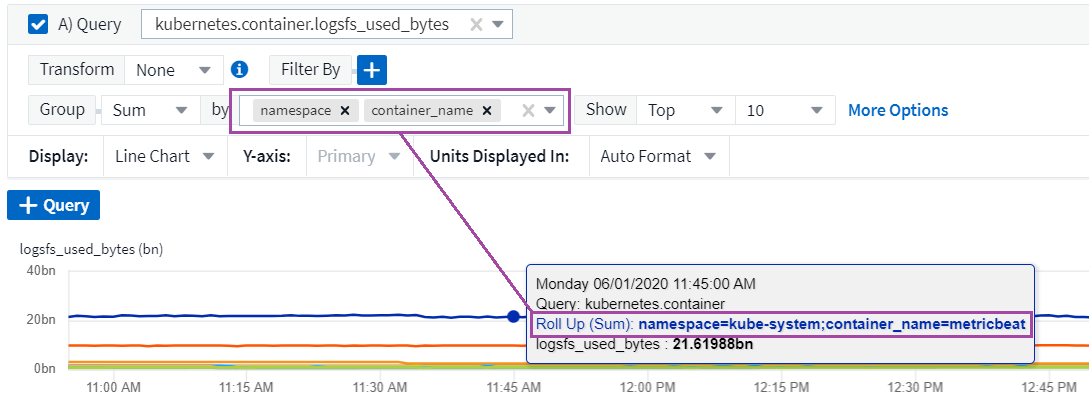 A) Query kubernetes.container.logsfs_used_bytes
Transform None Filter By
Group Sum by namespace container_name Show Top 10 More Options
Display: Line Chart Y-axis: Primary Units Displayed In: Auto Format
+ Query
logsfs_used_bytes (bn)
40bn
Monday 06/01/2020 11:45:00 AM
Query: kubernetes.container
20bn
Roll Up (Sum): namespace=kube-system;container_name=metricbeat
logsfs_used_bytes : 21.61988bn
0bn
11:00 AM 11:15 AM 11:30 AM 11:45 AM 12:00 PM 12:15 PM 12:30 PM 12:45 PM